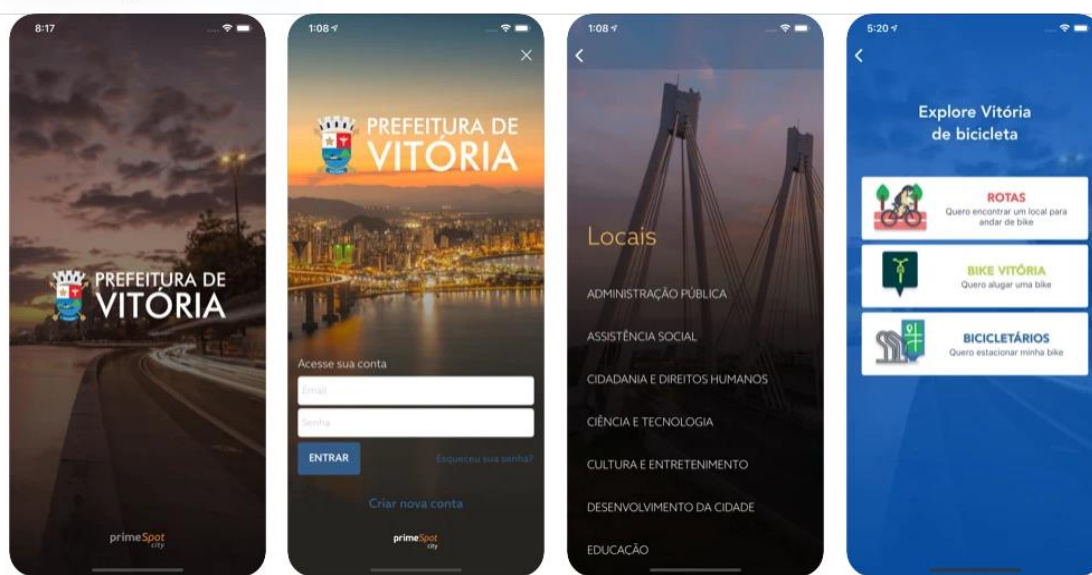 8:17
PREFEITURA DE
VITÓRIA
primeSpot
city
1:08
PREFEITURA DE
VITÓRIA
Acesse sua conta
Email
Senha
ENTRAR
Esqueceu sua senha?
Criar nova conta
primeSpot
city
1:08
Locais
ADMINISTRAÇÃO PÚBLICA
ASSISTÊNCIA SOCIAL
CIDADANIA E DIREITOS HUMANOS
CIÊNCIA E TECNOLOGIA
CULTURA E ENTRETENIMENTO
DESENVOLVIMENTO DA CIDADE
EDUCAÇÃO
5:20
Explore Vitória
de bicicleta
ROTAS
Quero encontrar um local para
andar de bike
BIKE VITÓRIA
Quero alugar uma bike
BICICLETÁRIOS
Quero estacionar minha bike